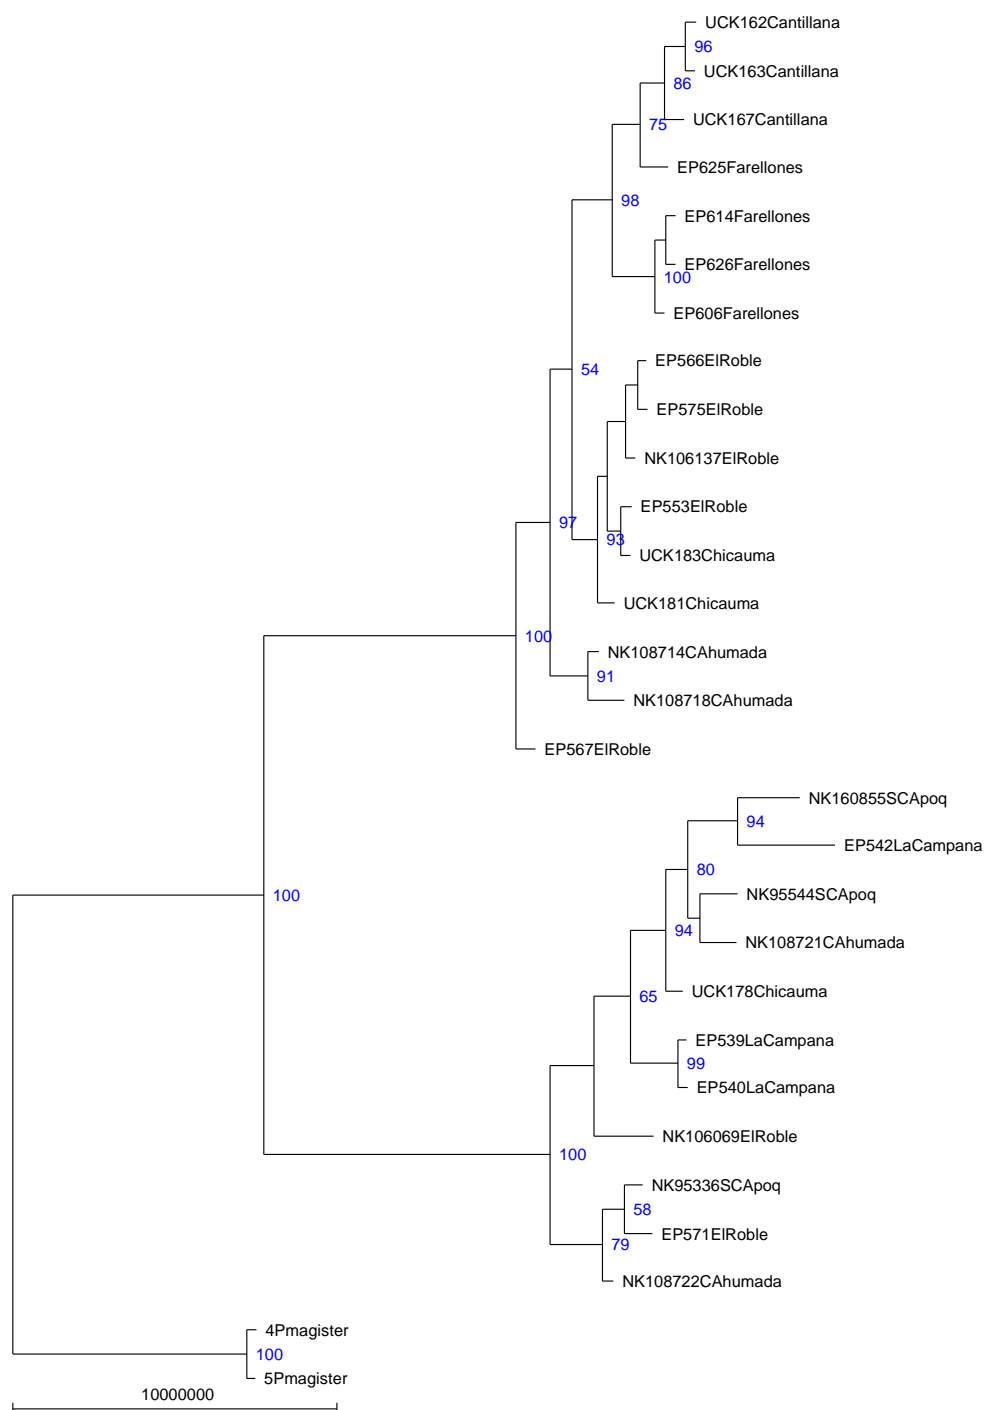 UCK162Cantillana
96
UCK163Cantillana
86
UCK167Cantillana
75
EP625Farellones
98
EP614Farellones
EP626Farellones
100
EP606Farellones
EP566ElRoble
54
EP575ElRoble
NK106137ElRoble
EP553ElRoble
97
93
UCK183Chicauma
UCK181Chicauma
100
NK108714CAhumada
91
NK108718CAhumada
EP567ElRoble
NK160855SCApoq
94
EP542LaCampana
80
NK95544SCApoq
100
94
NK108721CAhumada
UCK178Chicauma
65
EP539LaCampana
99
EP540LaCampana
NK106069ElRoble
100
NK95336SCApoq
58
EP571ElRoble
79
NK108722CAhumada
4Pmagister
100
5Pmagister
10000000